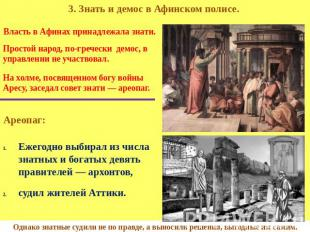 3. Знать и демос в Афинском полисе.
Власть в Афинах принадлежала знати.
Простой народ, по-гречески демос, в
управлении не участвовал.
На холме, посвященном богу войны
Аресу, заседал совет знати — ареопаг.
Ареопаг:
1. Ежегодно выбирал из числа
знатных и богатых девять
правителей — архонтов,
2. судил жителей Аттики.
Однако знатные судили не по правде, а выносили решения, выгодные им самим.